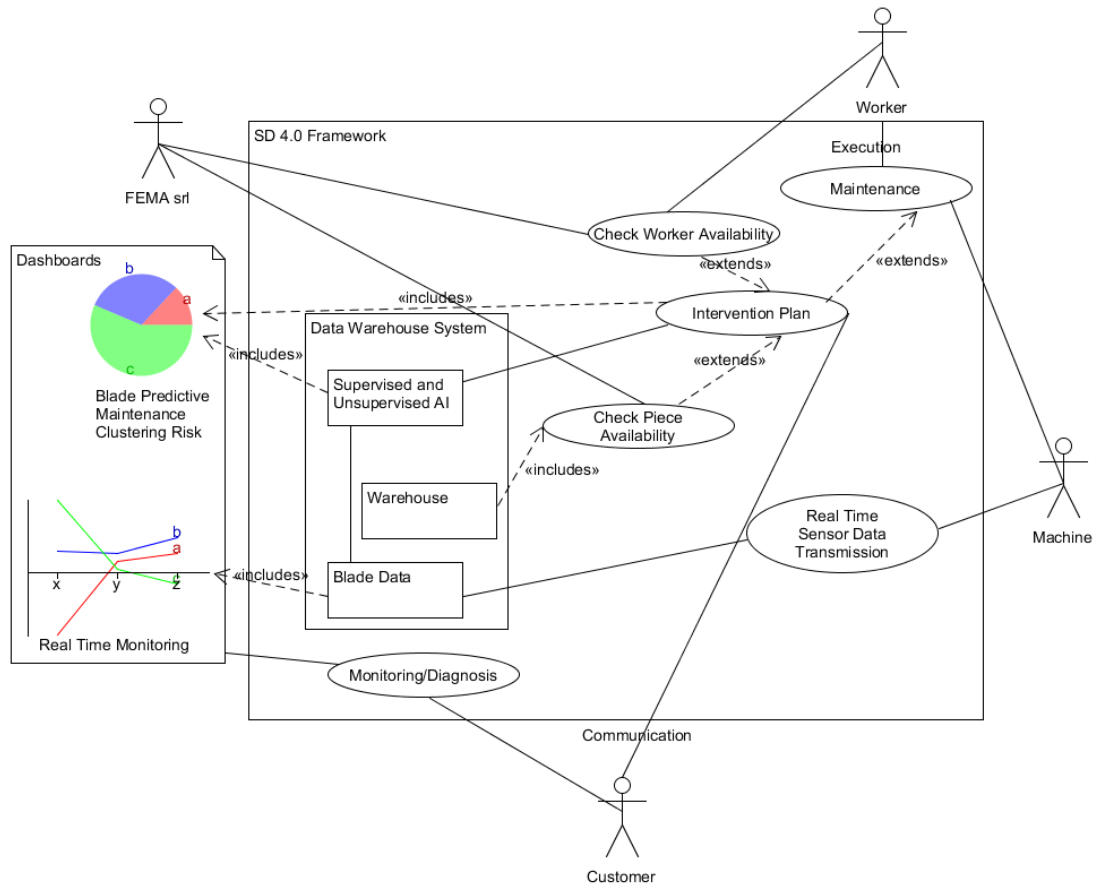 Worker
SD 4.0 Framework
Execution
FEMA srl
Maintenance
Check Worker Availability
Dashboards
b
a
c
«extends»
«extends»
«includes»
Intervention Plan
Data Warehouse System
«includes»
«extends»
Supervised and
Unsupervised AI
Blade Predictive
Maintenance
Clustering Risk
Check Piece
Availability
«includes»
Warehouse
Real Time
Sensor Data
Transmission
Machine
b
a
c
x
y
z
«includes»
Blade Data
Real Time Monitoring
Monitoring/Diagnosis
Communication
Customer